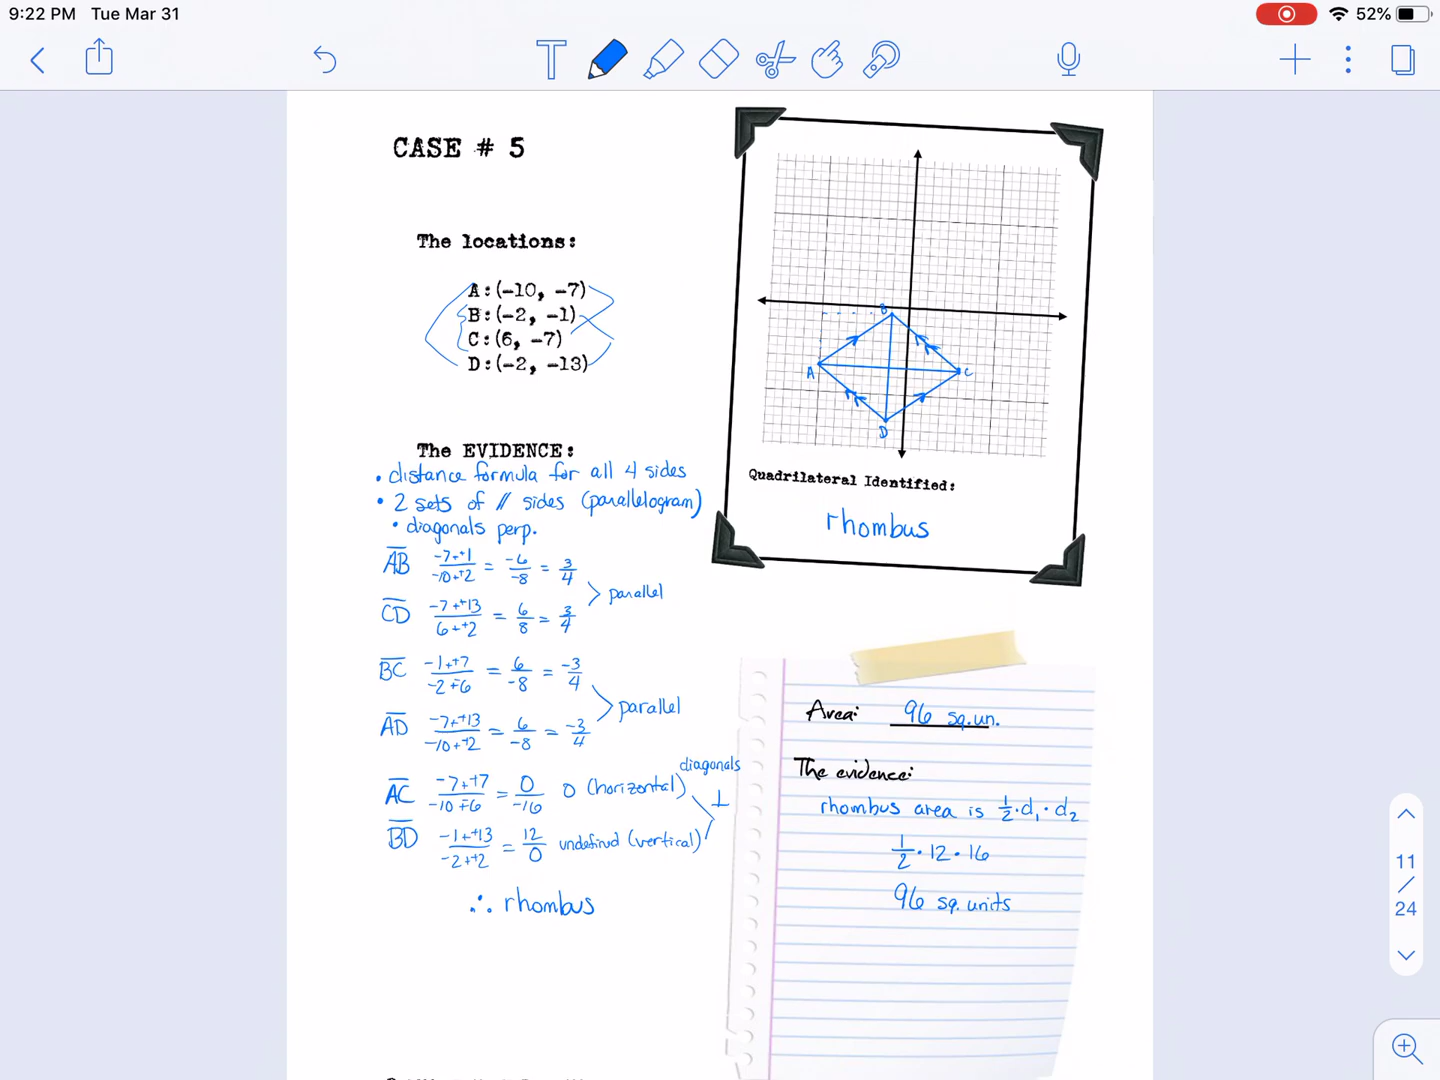 9:22 PM Tue Mar 31
52%
CASE # 5
The locations:
A:(-10, -7)
B:(-2, -1)
C:(6, -7)
D:(-2, -13)
The EVIDENCE:
• distance formula for all 4 sides
• 2 sets of // sides (parallelogram)
• diagonals perp.
AB -7++1/-10++2 = -6/-8 = 3/4
> parallel
CD -7++13/6++2 = 6/8 = 3/4
BC -1++7/-2+-6 = 6/-8 = -3/4
> parallel
AD -7++13/-10++2 = 6/-8 = -3/4
diagonals
AC -7++7/-10+-6 = 0/-16 0 (horizontal)
⊥
BD -1++13/-2++2 = 12/0 undefined (vertical)
∴ rhombus
B
A
C
D
Quadrilateral Identified:
rhombus
Area: 96 sq.un.
The evidence:
rhombus area is 1/2·d₁·d₂
1/2·12·16
96 sq. units
11
/
24